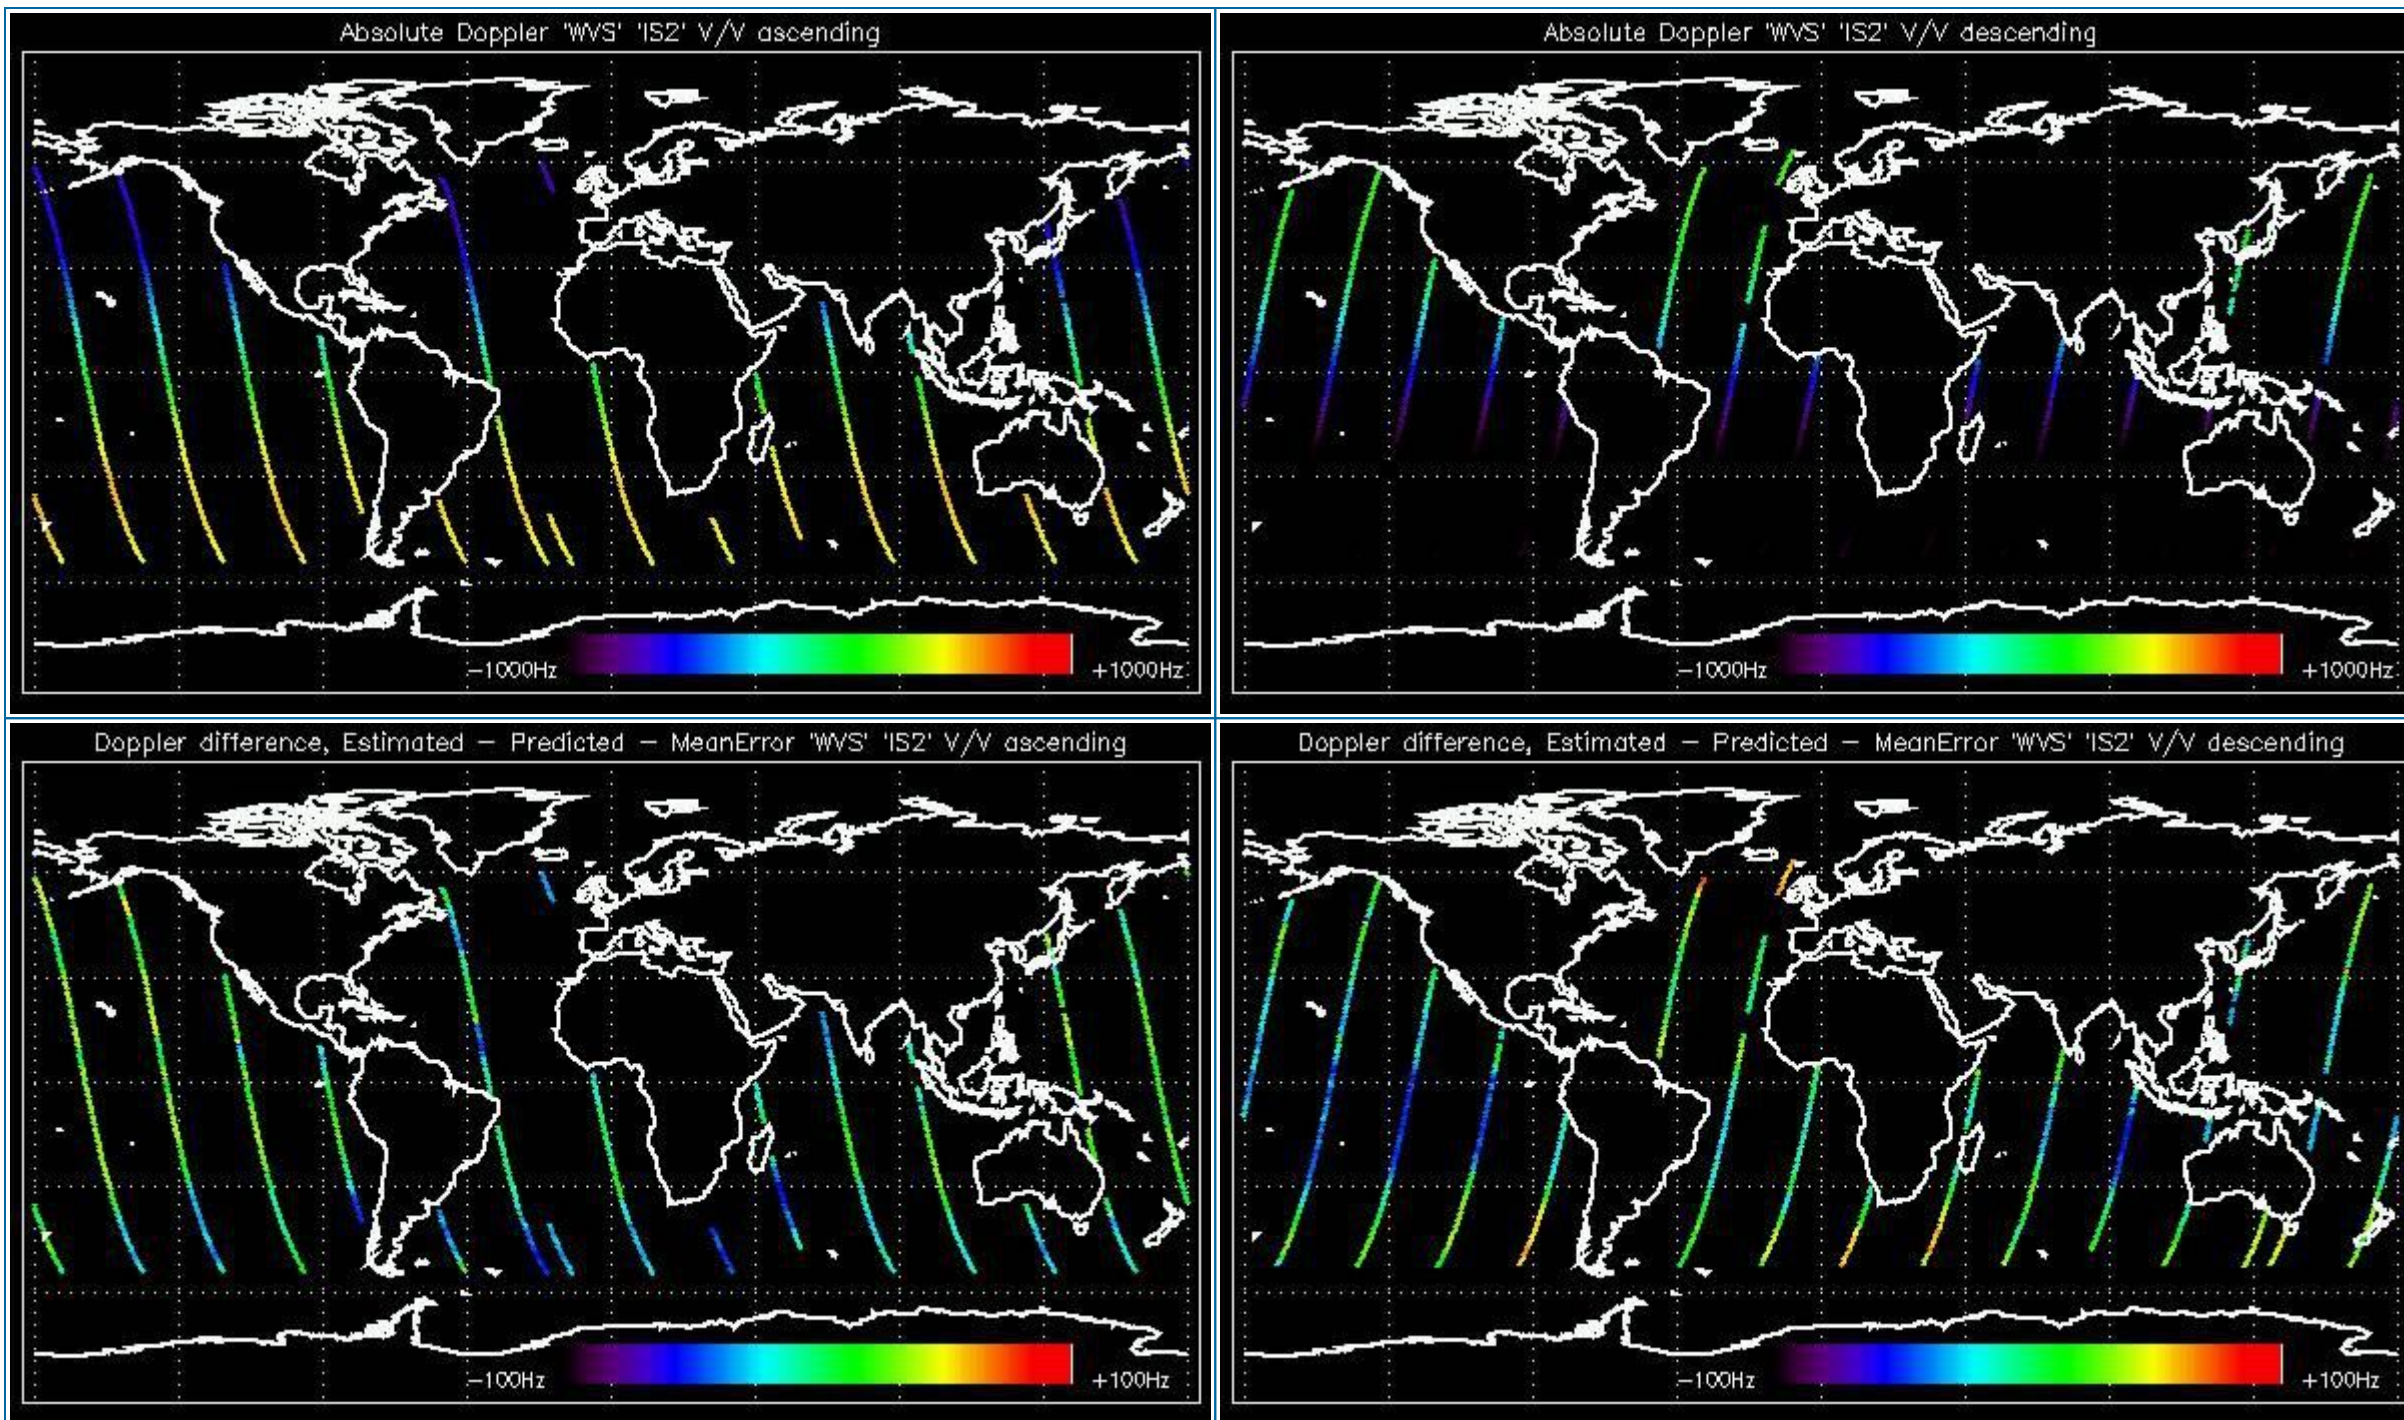 Absolute Doppler 'WVS' 'IS2' V/V ascending
-1000Hz
+1000Hz
Absolute Doppler 'WVS' 'IS2' V/V descending
-1000Hz
+1000Hz
Doppler difference, Estimated - Predicted - MeanError 'WVS' 'IS2' V/V ascending
-100Hz
+100Hz
Doppler difference, Estimated - Predicted - MeanError 'WVS' 'IS2' V/V descending
-100Hz
+100Hz